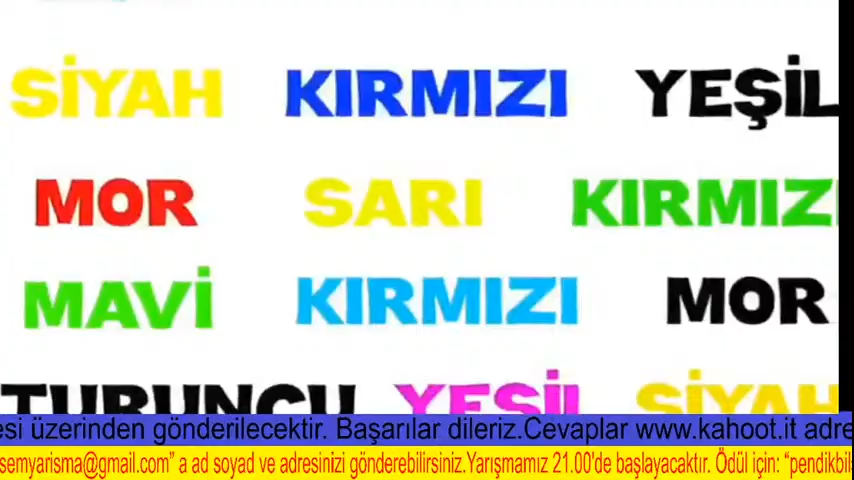 SİYAH KIRMIZI YEŞİL
MOR SARI KIRMIZI
MAVİ KIRMIZI MOR
TURUNCU YEŞİL SİYAH
esi üzerinden gönderilecektir. Başarılar dileriz.Cevaplar www.kahoot.it adre
semyarisma@gmail.com” a ad soyad ve adresinizi gönderebilirsiniz.Yarışmamız 21.00'de başlayacaktır. Ödül için: “pendikbil